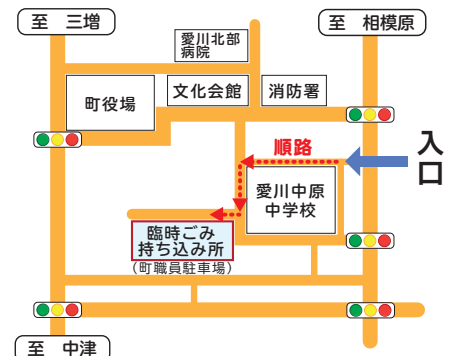 至 三増
至 相模原
愛川北部
病院
町役場
文化会館
消防署
順路
入口
愛川中原
中学校
臨時ごみ
持ち込み所
(町職員駐車場)
至 中津